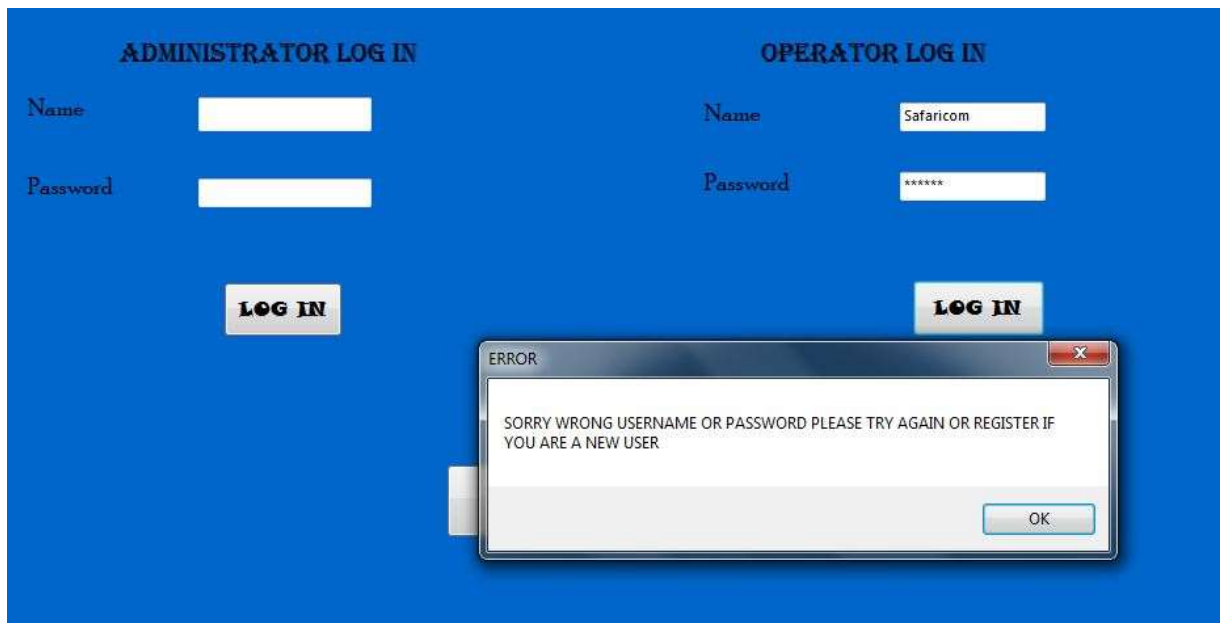 ADMINISTRATOR LOG IN
Name
Password
LOG IN
OPERATOR LOG IN
Name Safaricom
Password ******
LOG IN
ERROR
SORRY WRONG USERNAME OR PASSWORD PLEASE TRY AGAIN OR REGISTER IF
YOU ARE A NEW USER
OK